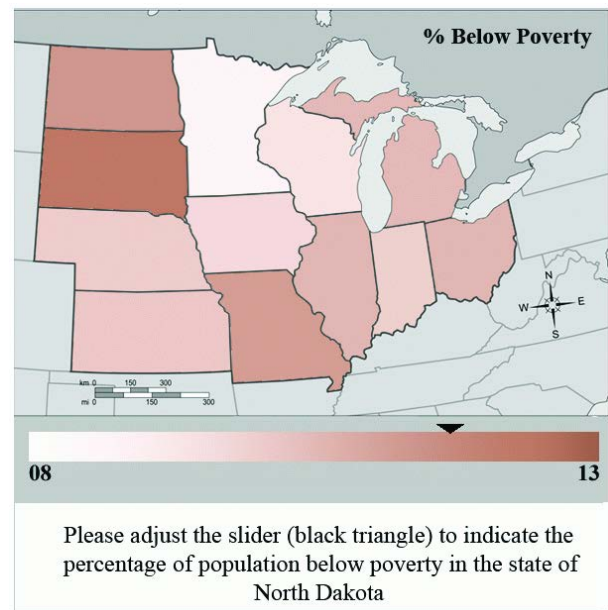 % Below Poverty
N
W
E
S
km 0 150 300
mi 0 150 300
08
13
Please adjust the slider (black triangle) to indicate the
percentage of population below poverty in the state of
North Dakota